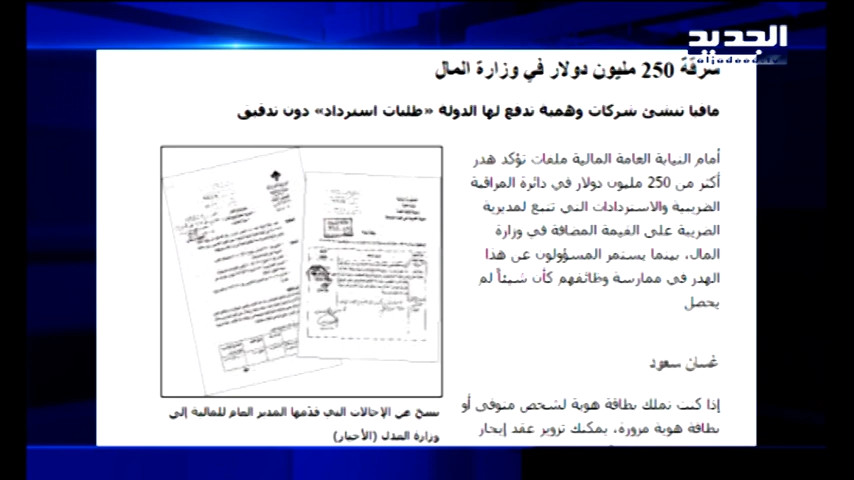 الجديد
aljadeed.tv
سرقة 250 مليون دولار في وزارة المال
مافيا تنشئ شركات وهمية تدفع لها الدولة «طلبات استرداد» دون تدقيق
أمام النيابة العامة المالية ملفات تؤكد هدر
أكثر من 250 مليون دولار في دائرة المراقبة
الضريبية والاستردادات التي تتبع لمديرية
الضريبة على القيمة المضافة في وزارة
المال، بينما يستمر المسؤولون عن هذا
الهدر في ممارسة وظائفهم كأن شيئاً لم
يحصل
غسان سعود
إذا كنت تملك بطاقة هوية لشخص متوفى أو
بطاقة هوية مزورة، يمكنك تزوير عقد إيجار
نسخ عن الإحالات التي قدّمها المدير العام للمالية إلى
وزارة العدل (الأخبار)